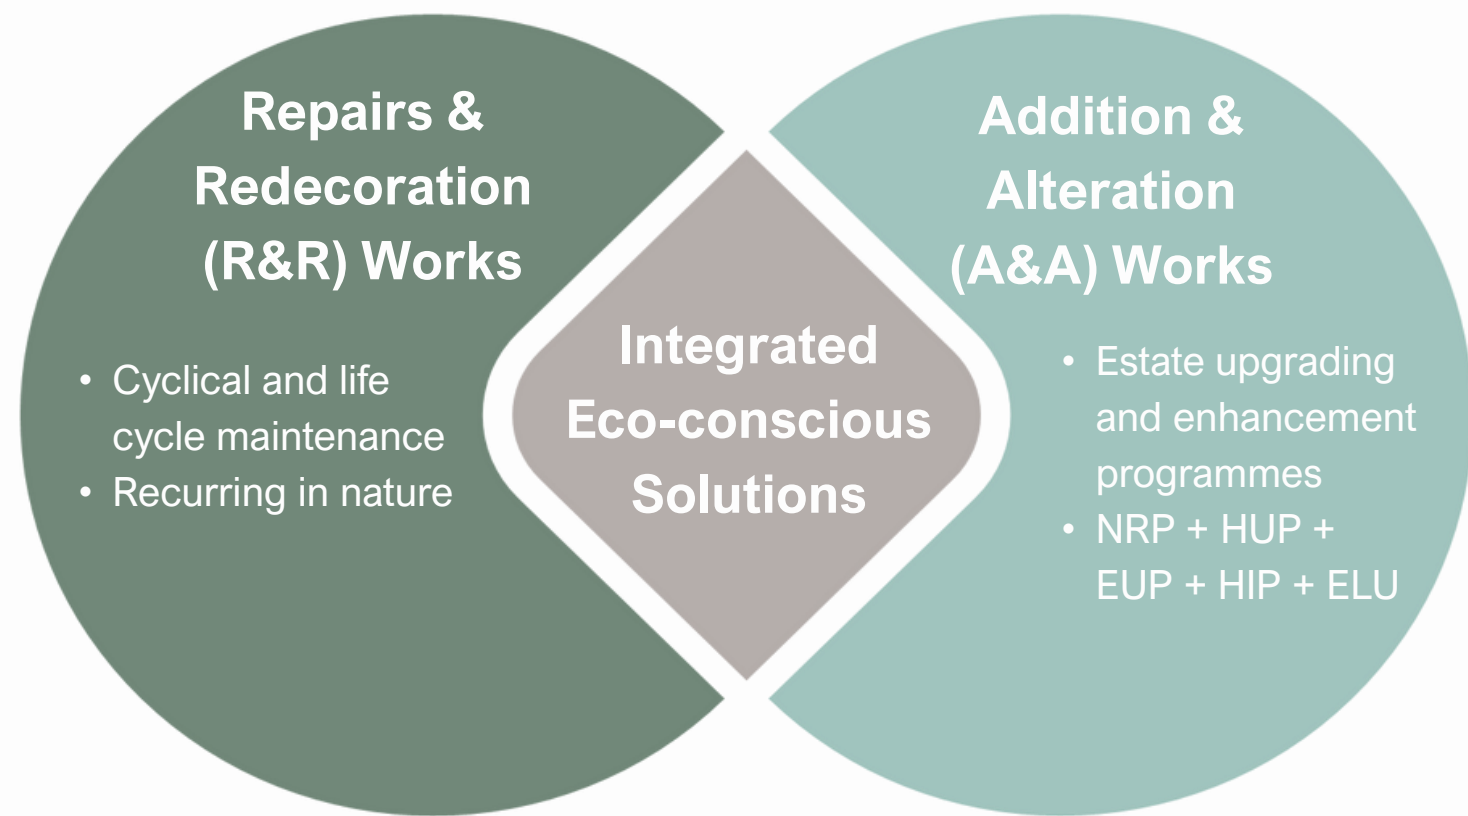 Repairs &
Redecoration
(R&R) Works
• Cyclical and life
cycle maintenance
• Recurring in nature
Integrated
Eco-conscious
Solutions
Addition &
Alteration
(A&A) Works
• Estate upgrading
and enhancement
programmes
• NRP + HUP +
EUP + HIP + ELU